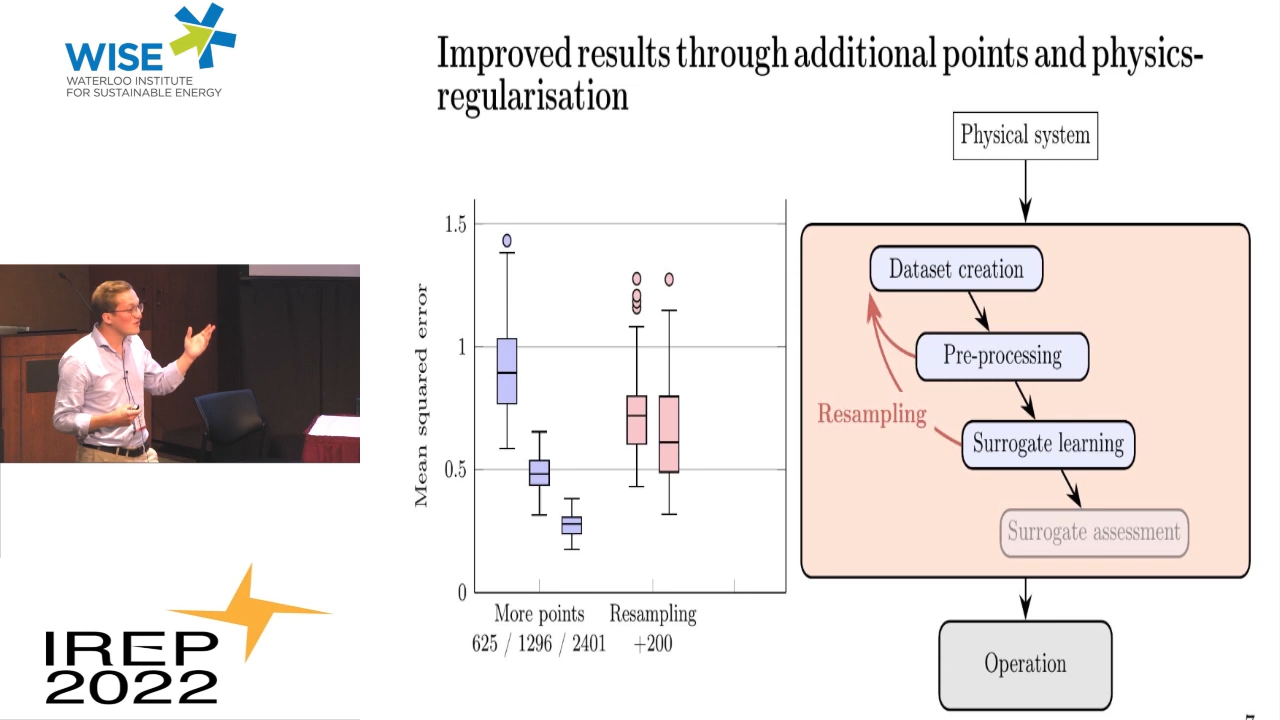 WISE
WATERLOO INSTITUTE
FOR SUSTAINABLE ENERGY
Improved results through additional points and physics-
regularisation
Physical system
Dataset creation
Pre-processing
Resampling
Surrogate learning
Surrogate assessment
Operation
Mean squared error
1.5
1
0.5
0
More points
625 / 1296 / 2401
Resampling
+200
IREP
2022